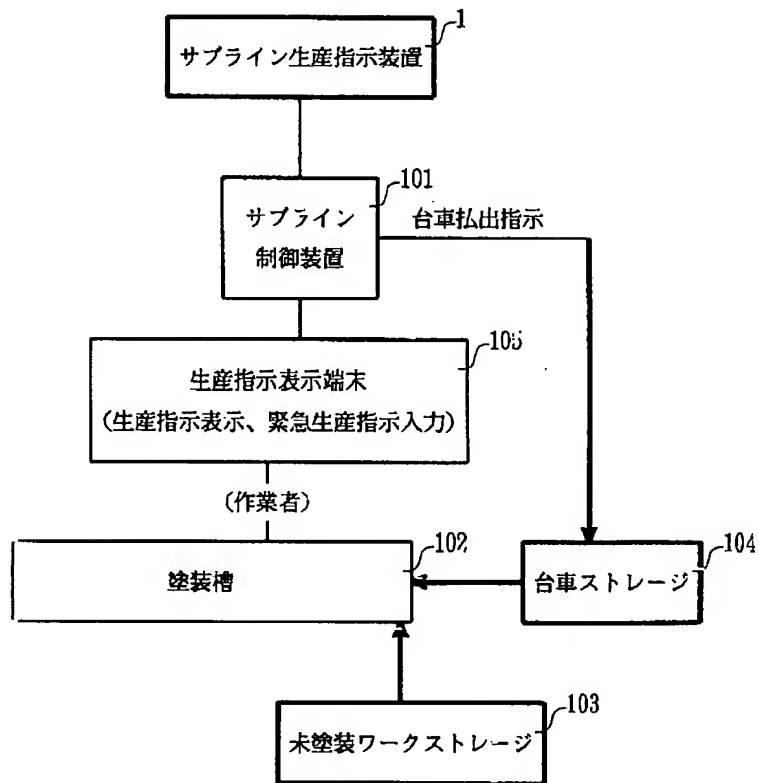 1
サブライン生産指示装置
101
サブライン
制御装置
台車払出指示
105
生産指示表示端末
(生産指示表示、緊急生産指示入力)
(作業者)
102
塗装槽
104
台車ストレージ
103
未塗装ワークストレージ